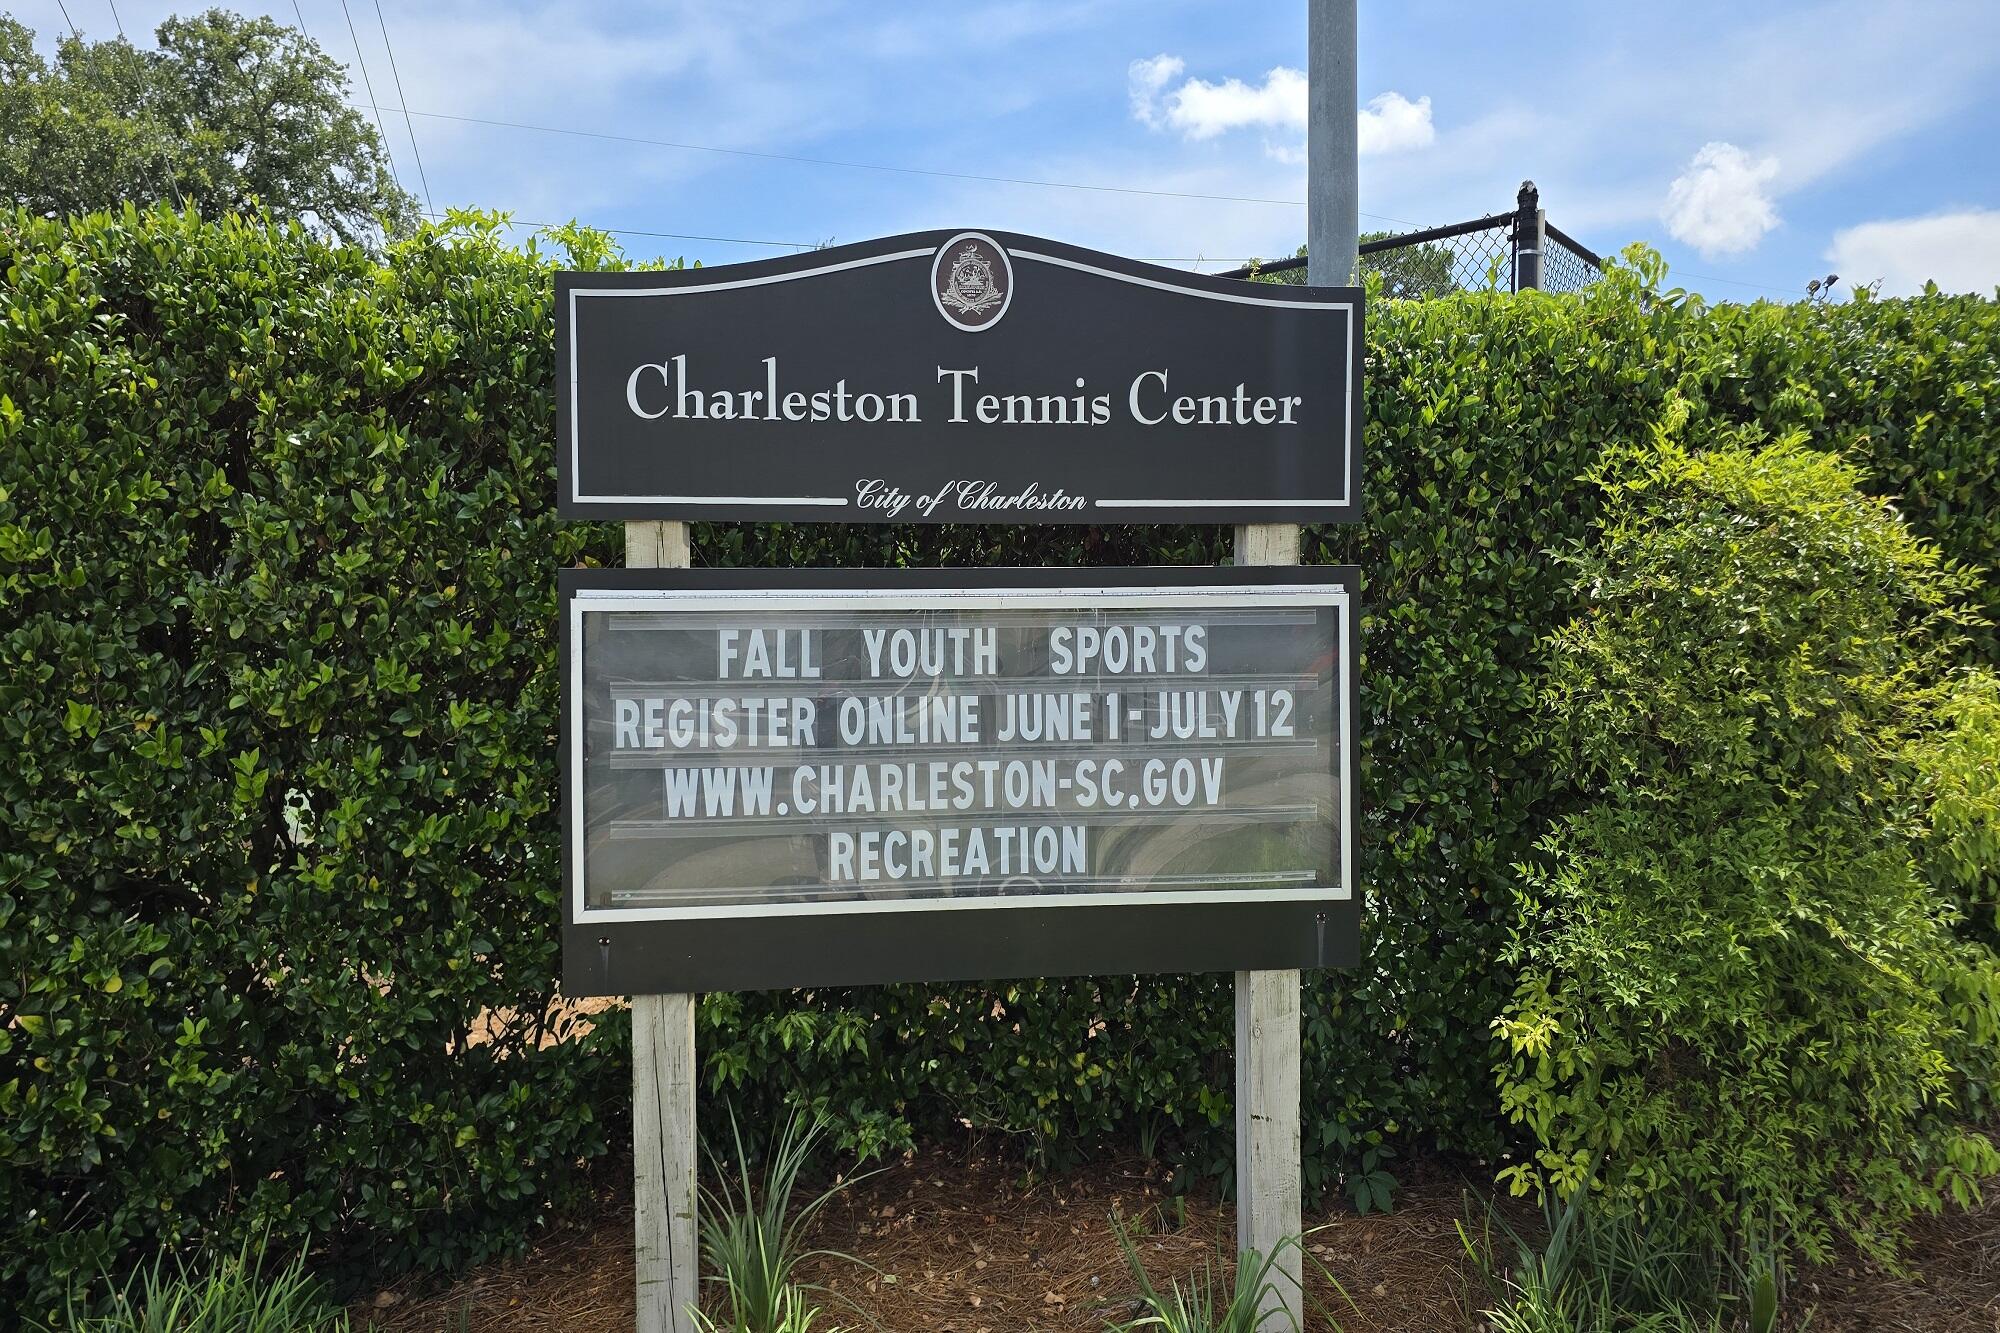 Charleston Tennis Center
City of Charleston
FALL YOUTH SPORTS
REGISTER ONLINE JUNE 1 - JULY 12
WWW.CHARLESTON-SC.GOV
RECREATION